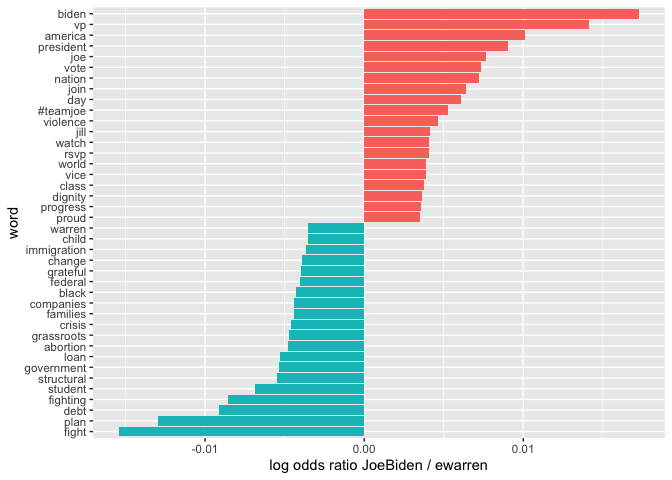 biden
vp
america
president
joe
vote
nation
join
day
#teamjoe
violence
jill
watch
rsvp
world
vice
class
dignity
progress
proud
warren
child
immigration
change
grateful
federal
black
companies
families
crisis
grassroots
abortion
loan
government
structural
student
fighting
debt
plan
fight
word
-0.01 0.00 0.01
log odds ratio JoeBiden / ewarren